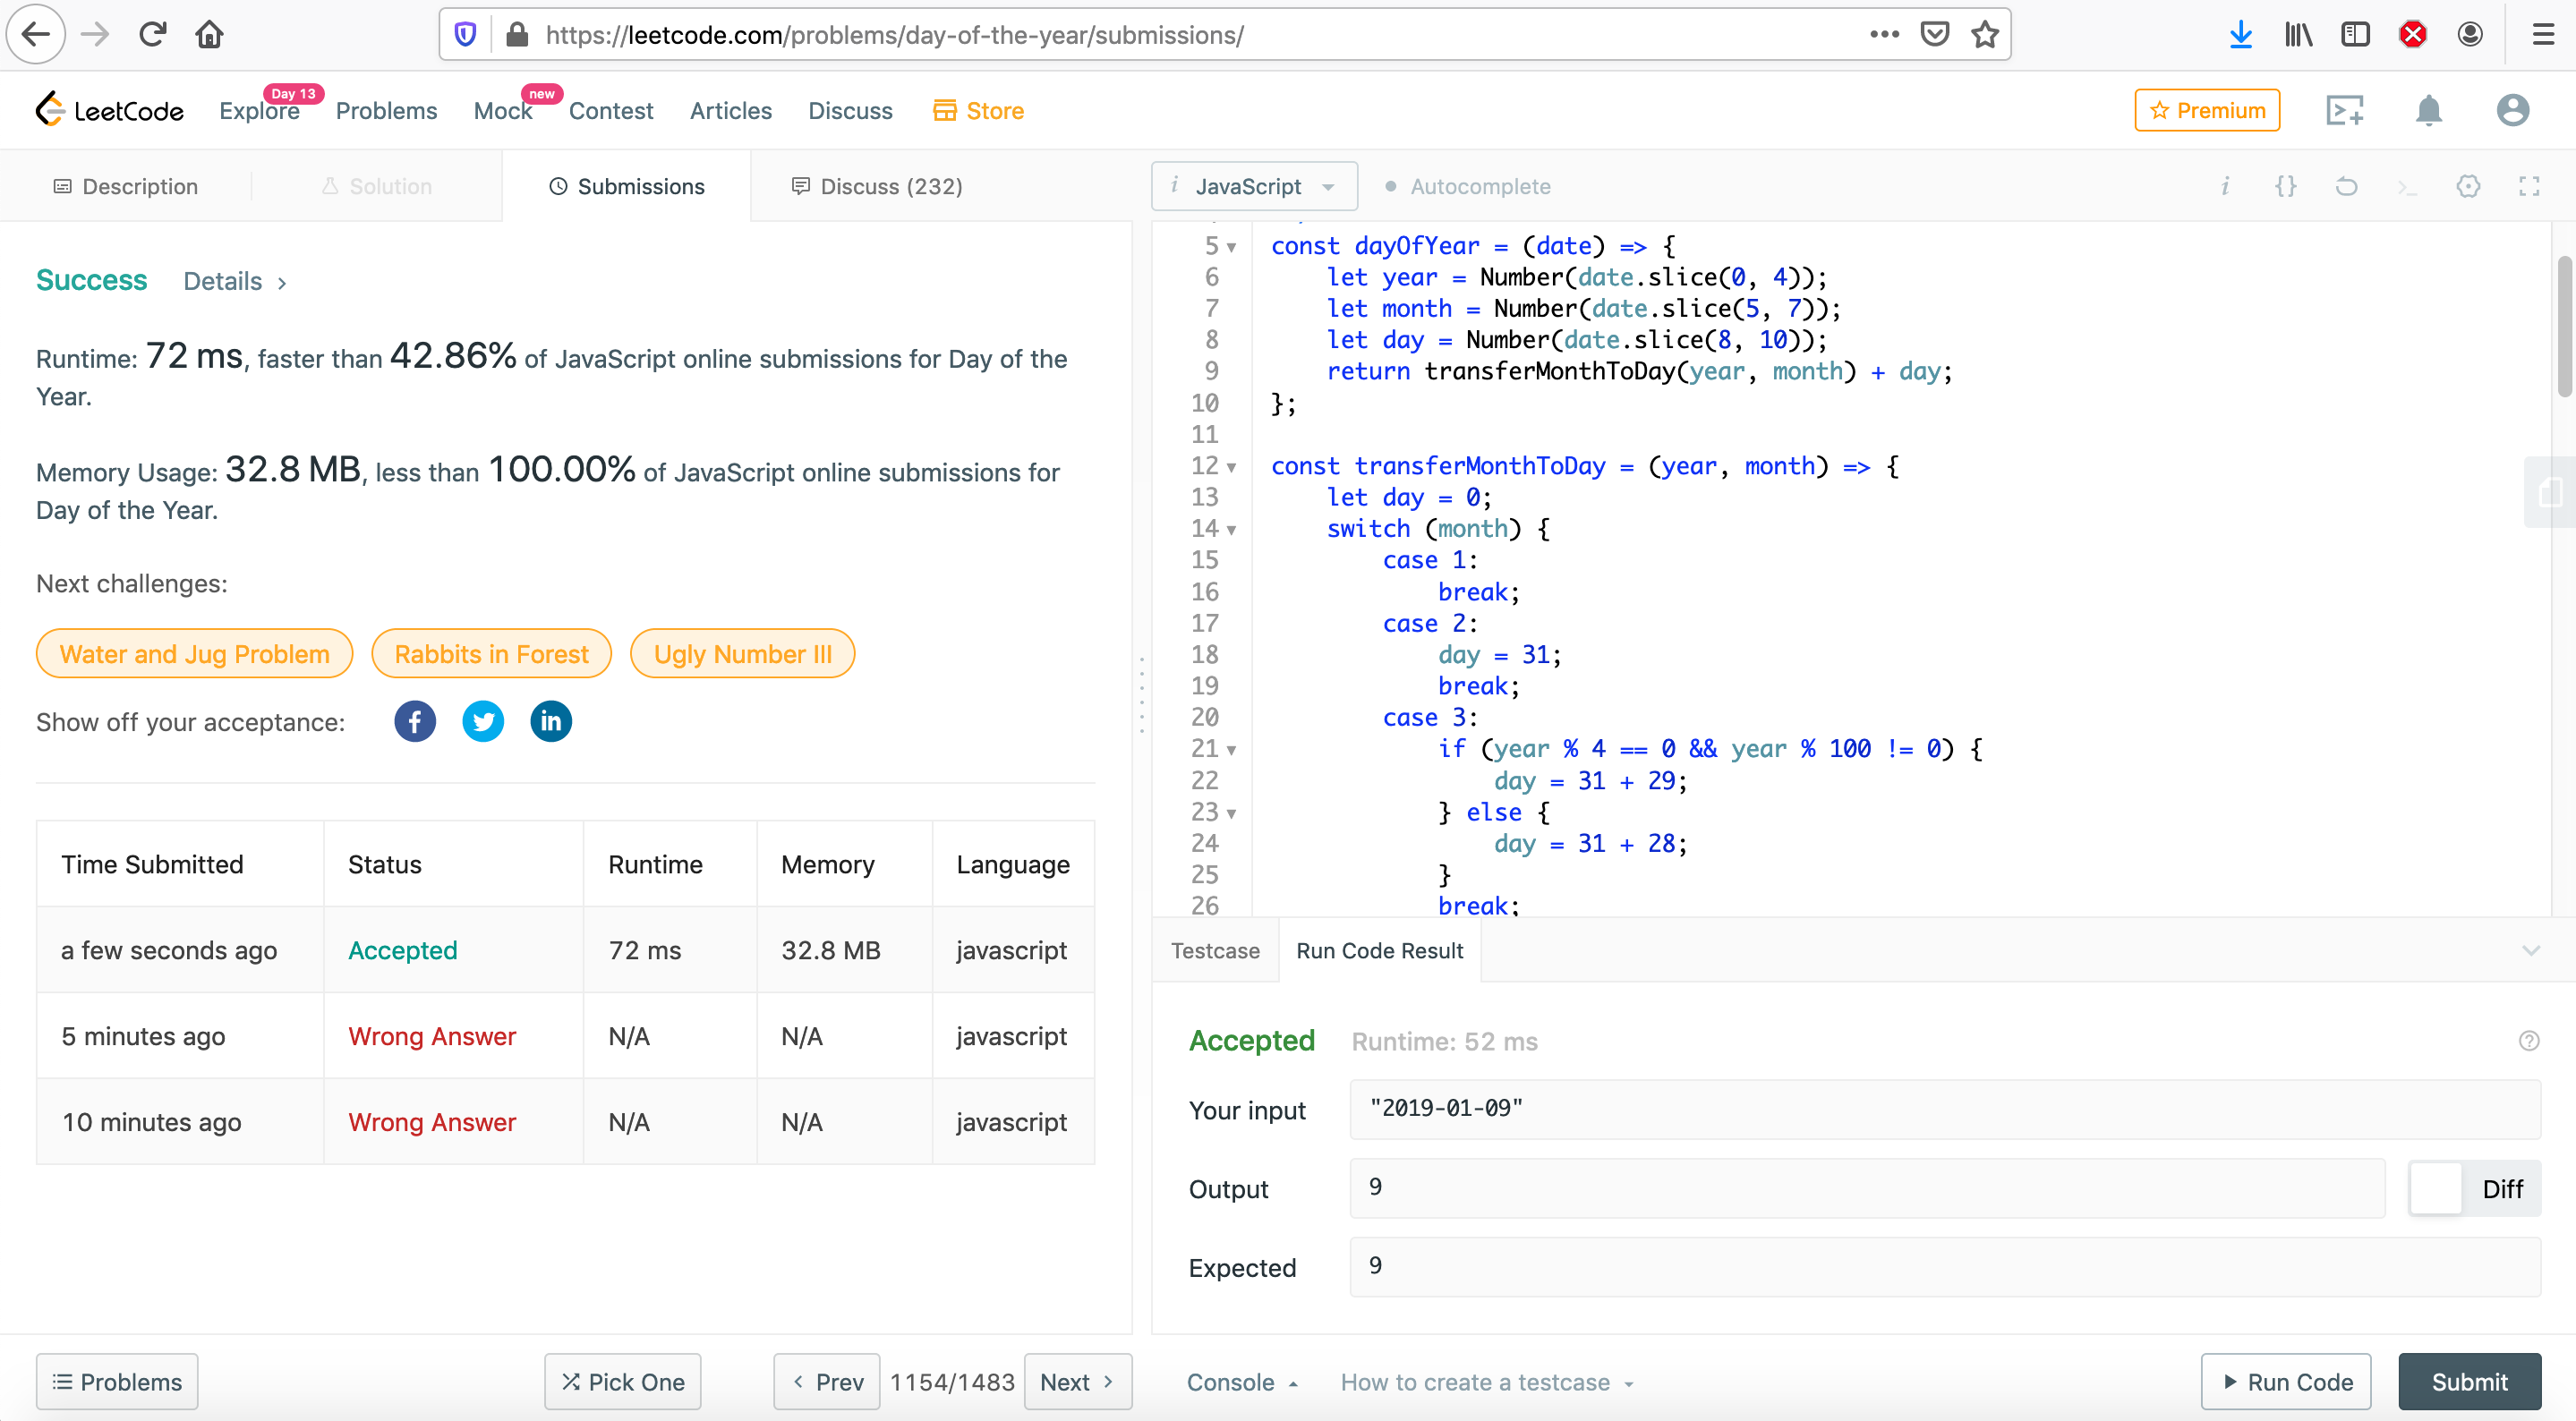 https://leetcode.com/problems/day-of-the-year/submissions/
LeetCode Explore Day 13 Problems Mock new Contest Articles Discuss Store Premium
Description Solution Submissions Discuss (232)
Success Details >
Runtime: 72 ms, faster than 42.86% of JavaScript online submissions for Day of the
Year.
Memory Usage: 32.8 MB, less than 100.00% of JavaScript online submissions for
Day of the Year.
Next challenges:
Water and Jug Problem Rabbits in Forest Ugly Number III
Show off your acceptance:
Time Submitted Status Runtime Memory Language
a few seconds ago Accepted 72 ms 32.8 MB javascript
5 minutes ago Wrong Answer N/A N/A javascript
10 minutes ago Wrong Answer N/A N/A javascript
Problems Pick One < Prev 1154/1483 Next >
i JavaScript Autocomplete
5 const dayOfYear = (date) => {
6 let year = Number(date.slice(0, 4));
7 let month = Number(date.slice(5, 7));
8 let day = Number(date.slice(8, 10));
9 return transferMonthToDay(year, month) + day;
10 };
11
12 const transferMonthToDay = (year, month) => {
13 let day = 0;
14 switch (month) {
15 case 1:
16 break;
17 case 2:
18 day = 31;
19 break;
20 case 3:
21 if (year % 4 == 0 && year % 100 != 0) {
22 day = 31 + 29;
23 } else {
24 day = 31 + 28;
25 }
26 break;
Testcase Run Code Result
Accepted Runtime: 52 ms
Your input "2019-01-09"
Output 9 Diff
Expected 9
Console How to create a testcase Run Code Submit